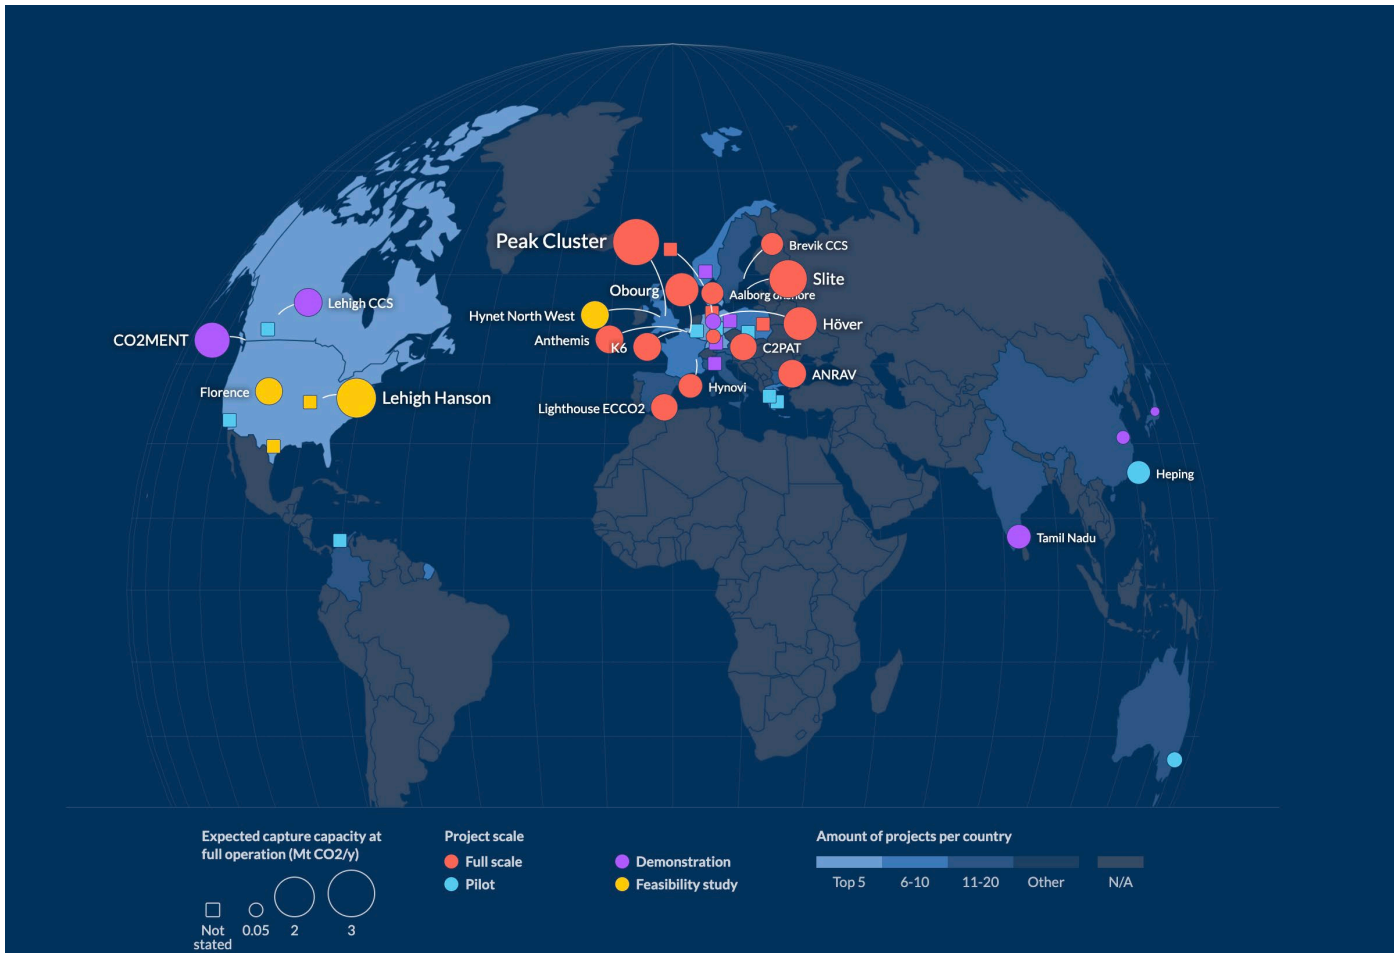 Peak Cluster
Brevik CCS
Slite
Obourg
Aalborg onshore
Lehigh CCS
Hynet North West
Höver
CO2MENT
Anthemis
K6
C2PAT
ANRAV
Hynovi
Florence
Lehigh Hanson
Lighthouse ECCO2
Heping
Tamil Nadu
Expected capture capacity at
full operation (Mt CO2/y)
Not
stated
0.05
2
3
Project scale
Full scale
Demonstration
Pilot
Feasibility study
Amount of projects per country
Top 5
6-10
11-20
Other
N/A